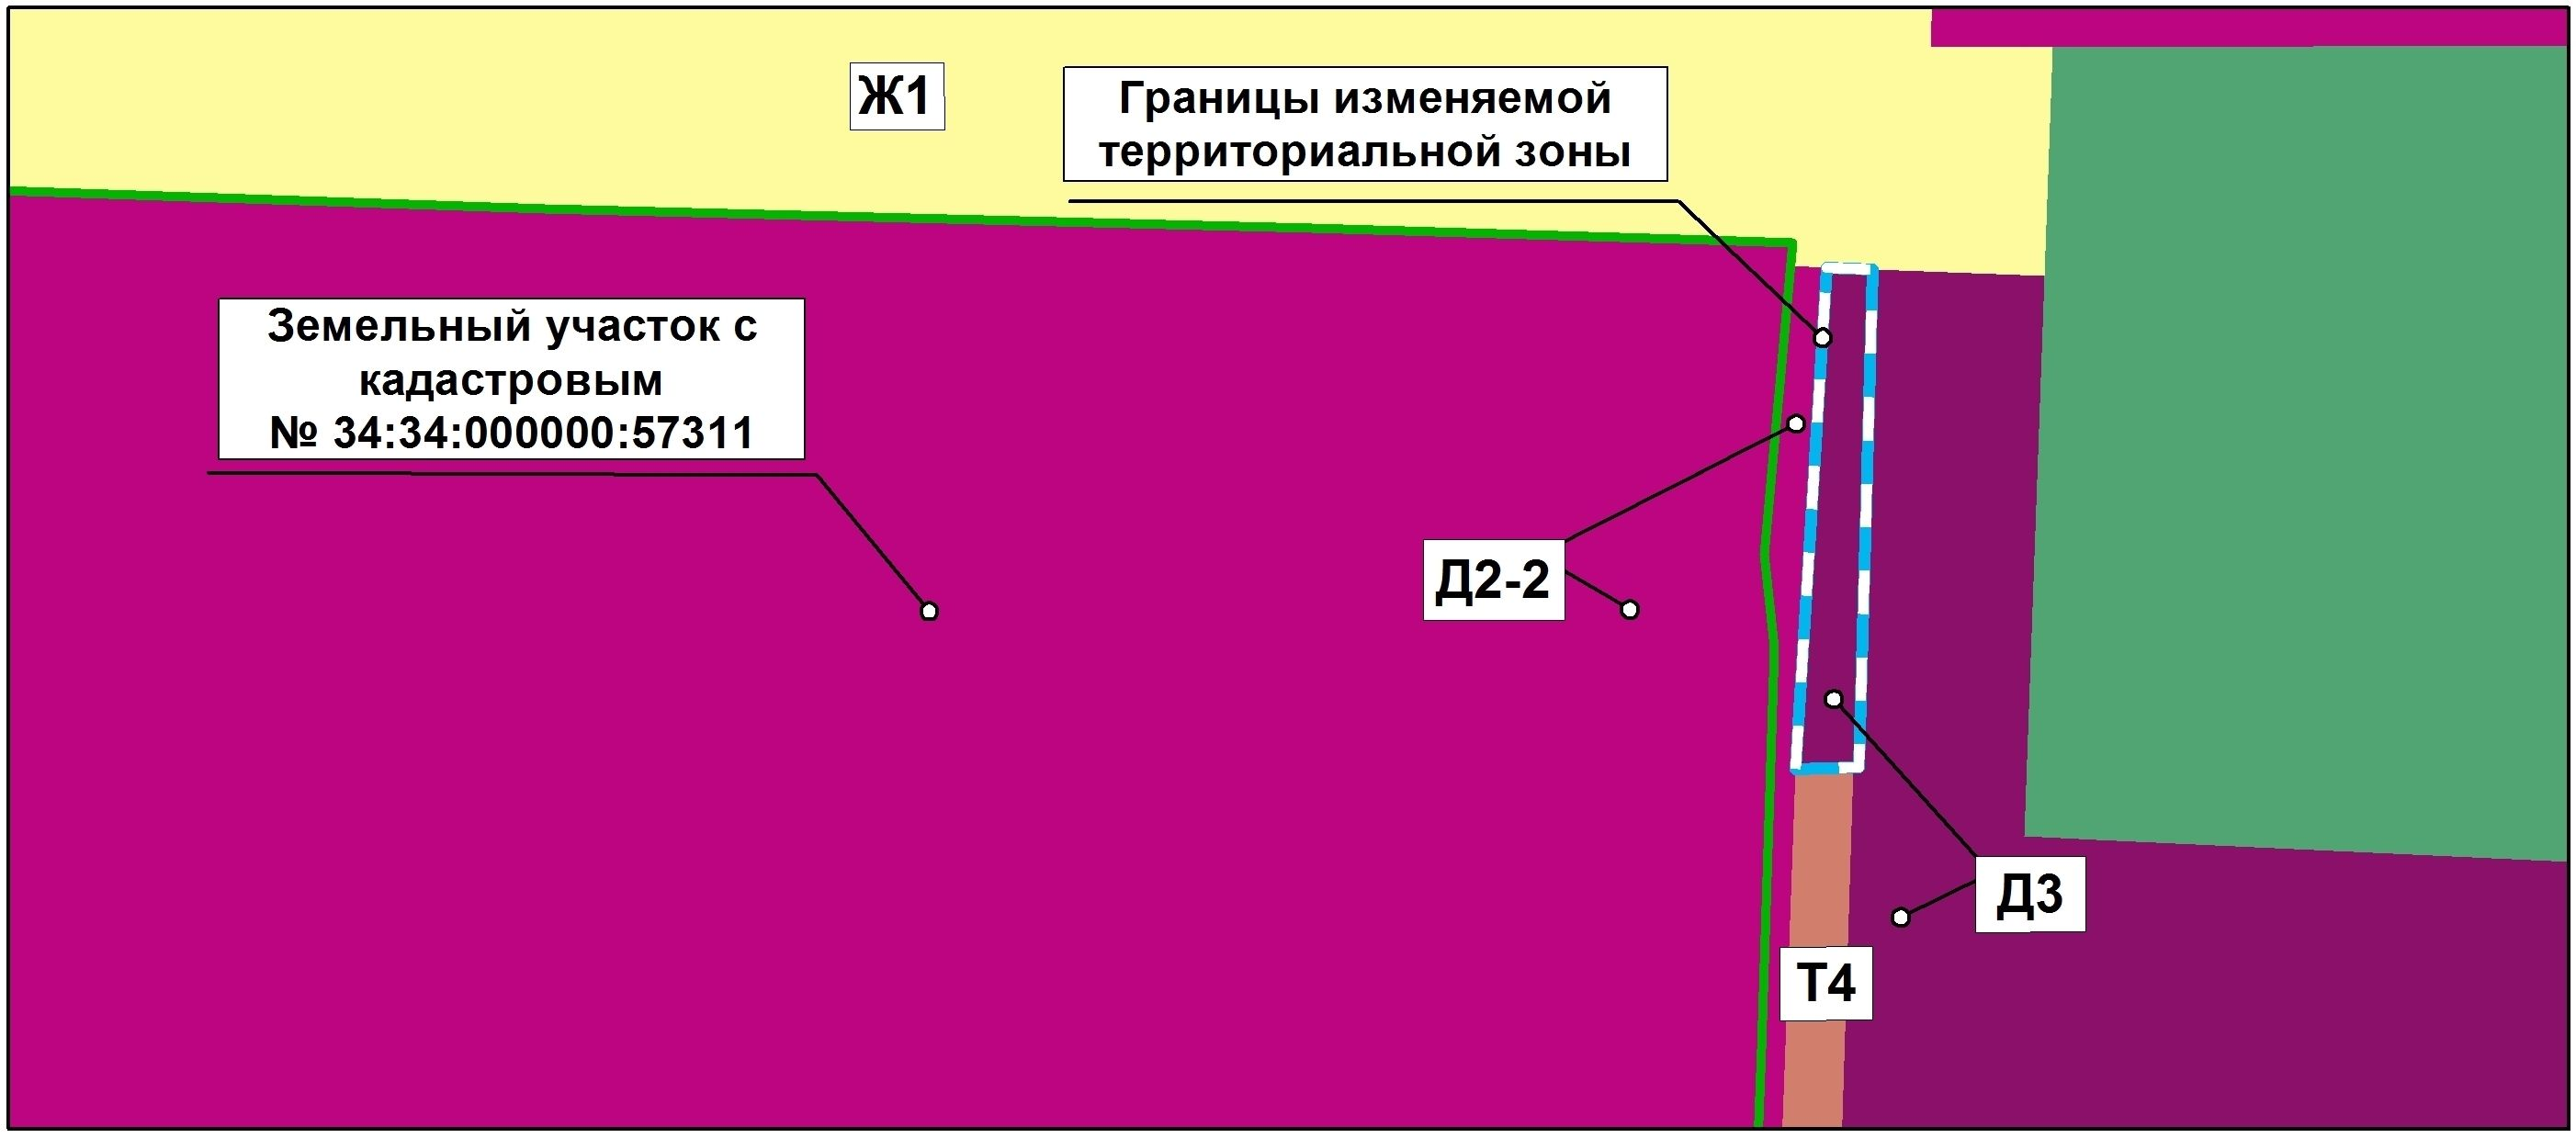 Ж1
Границы изменяемой
территориальной зоны
Земельный участок с
кадастровым
№ 34:34:000000:57311
Д2-2
Д3
Т4